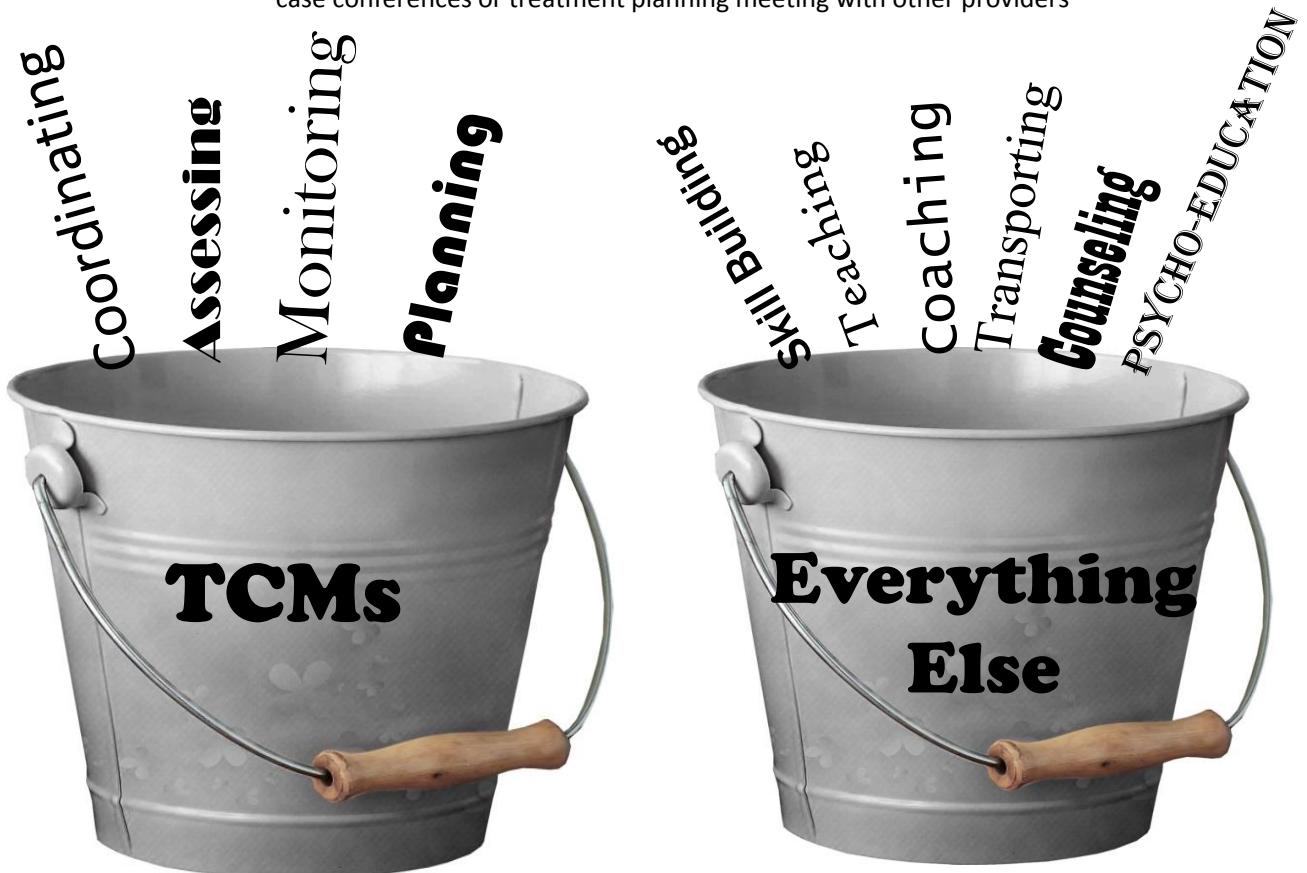 case conferences or treatment planning meeting with other providers
Coordinating
Assessing
Monitoring
Planning
Skill Building
Teaching
Coaching
Transporting
Counseling
PSYCHO-EDUCATION
TCMs
Everything
Else